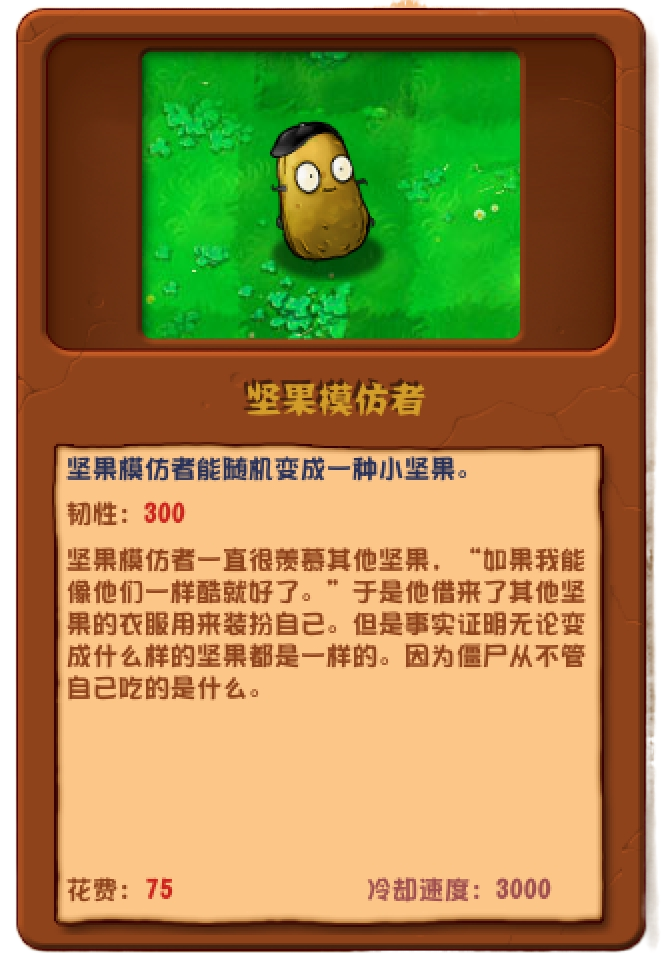 坚果模仿者
坚果模仿者能随机变成一种小坚果。
韧性：300
坚果模仿者一直很羡慕其他坚果，“如果我能
像他们一样酷就好了。”于是他借来了其他坚
果的衣服用来装扮自己。但是事实证明无论变
成什么样的坚果都是一样的。因为僵尸从不管
自己吃的是什么。
花费：75
冷却速度：3000